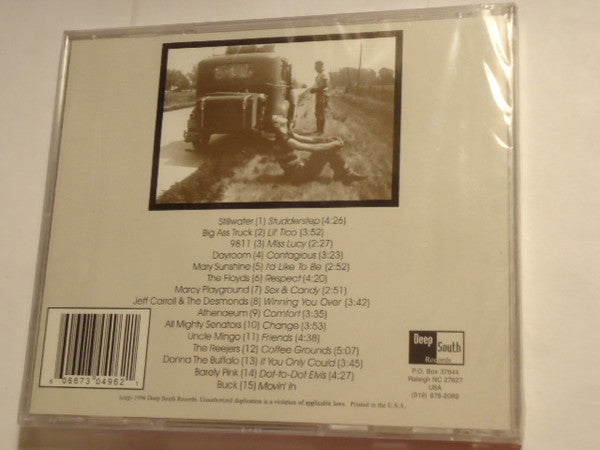 Stillwater (1) Studderstep (4:26)
Big Ass Truck (2) Lil' Tico (3:52)
9811 (3) Miss Lucy (2:27)
Dayroom (4) Contagious (3:23)
Mary Sunshine (5) I'd Like To Be (2:52)
The Floyds (6) Respect (4:20)
Marcy Playground (7) Sex & Candy (2:51)
Jeff Carroll & The Desmonds (8) Winning You Over (3:42)
Athenaeum (9) Comfort (3:35)
All Mighty Senators (10) Change (3:53)
Uncle Mingo (11) Friends (4:38)
The Reejers (12) Coffee Grounds (5:07)
Donna The Buffalo (13) If You Only Could (3:45)
Barely Pink (14) Dot-to-Dot Elvis (4:27)
Buck (15) Movin' In
6 06673 04962 1
Deep South
Records
P.O. Box 37644
Raleigh NC 27627
USA
(919) 676-2089
(c)(p) 1996 Deep South Records. Unauthorized duplication is a violation of applicable laws. Printed in the U.S.A.